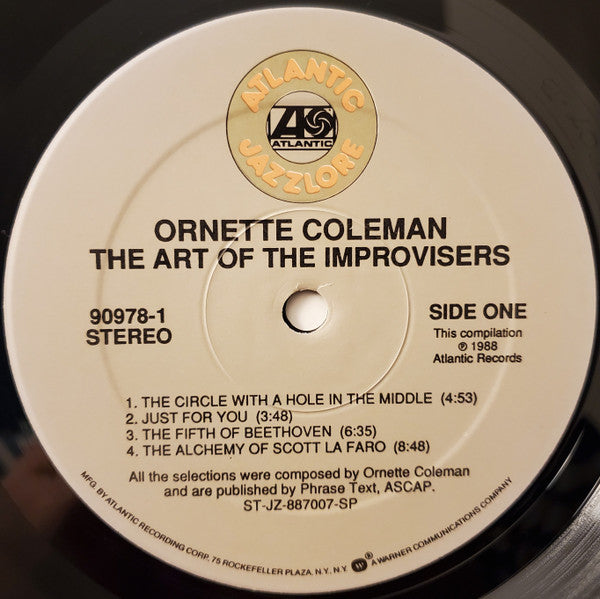 ATLANTIC
ATLANTIC
JAZZLORE
ORNETTE COLEMAN
THE ART OF THE IMPROVISERS
90978-1
STEREO
SIDE ONE
This compilation
℗ 1988
Atlantic Records
1. THE CIRCLE WITH A HOLE IN THE MIDDLE (4:53)
2. JUST FOR YOU (3:48)
3. THE FIFTH OF BEETHOVEN (6:35)
4. THE ALCHEMY OF SCOTT LA FARO (8:48)
All the selections were composed by Ornette Coleman
and are published by Phrase Text, ASCAP.
ST-JZ-887007-SP
MFG. BY ATLANTIC RECORDING CORP. 75 ROCKEFELLER PLAZA. N.Y. N.Y. ® A WARNER COMMUNICATIONS COMPANY